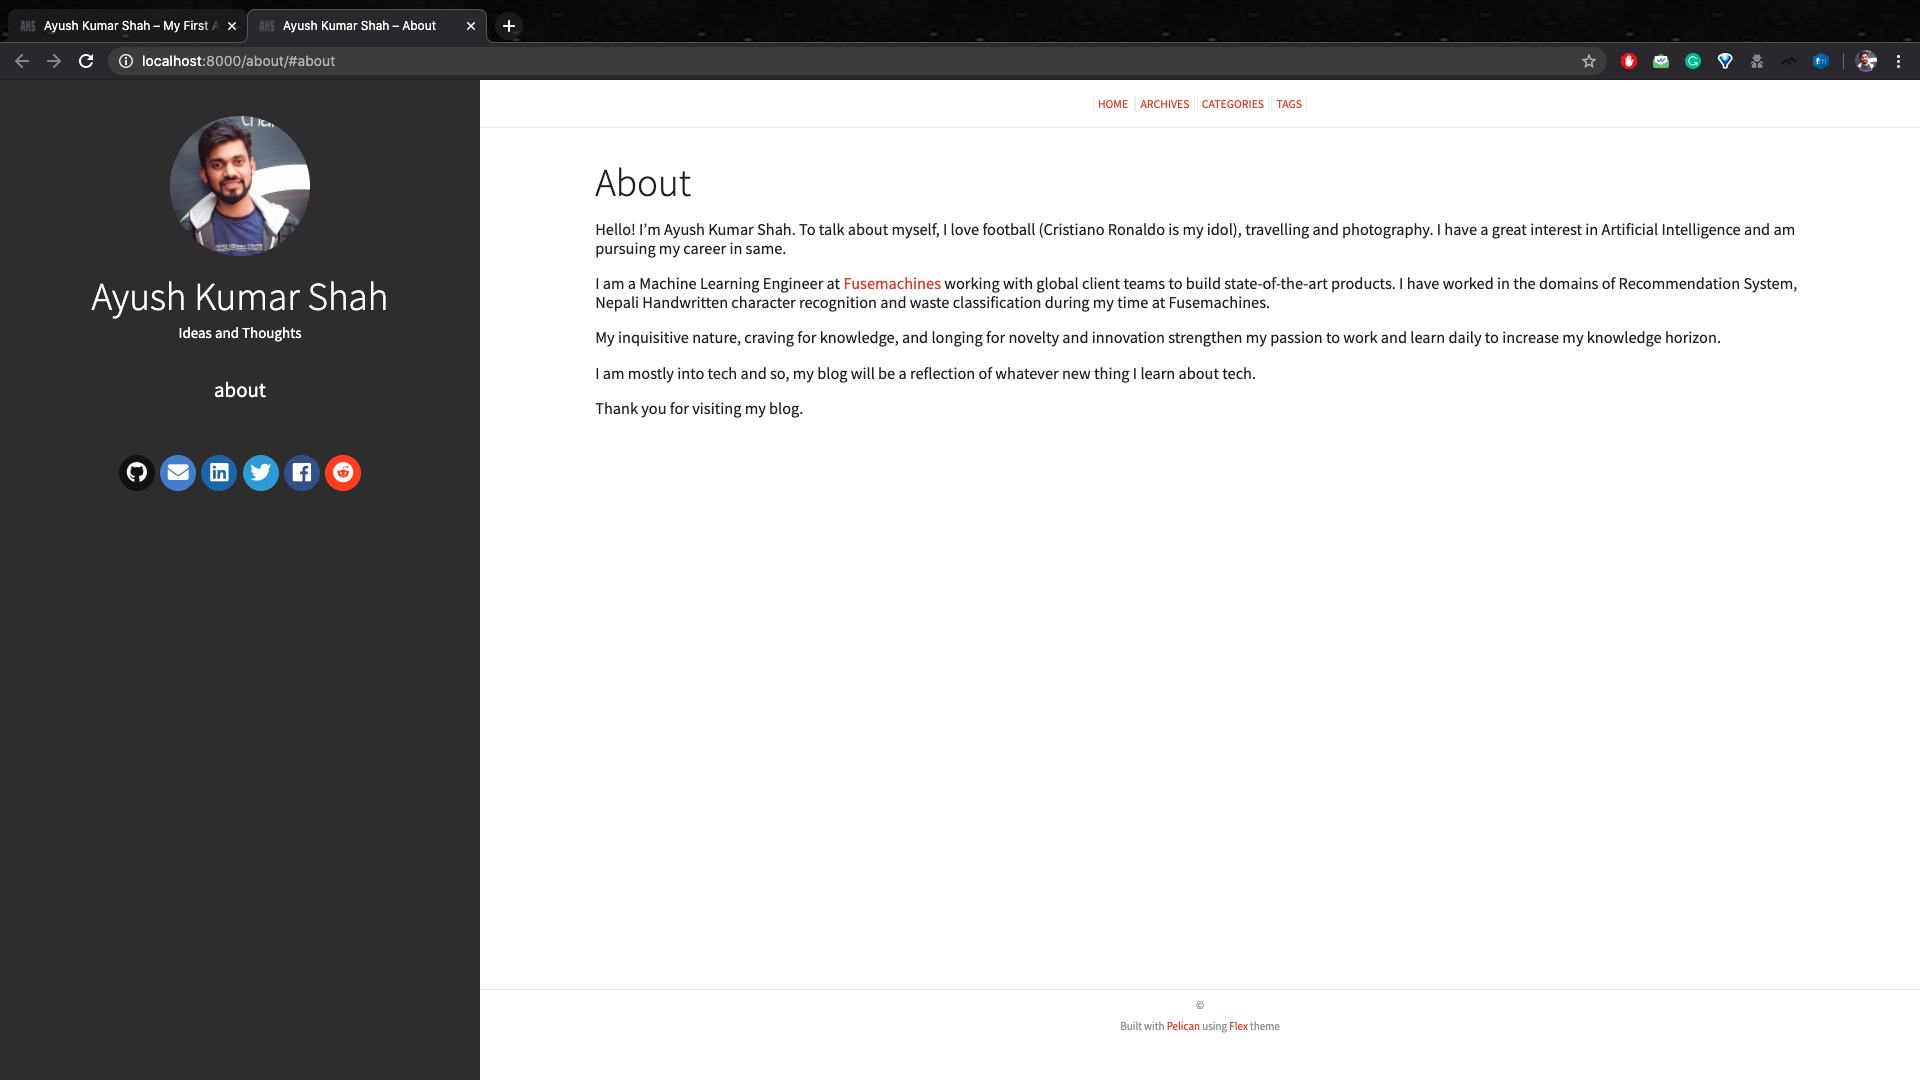 Ayush Kumar Shah – My First
Ayush Kumar Shah – About
localhost:8000/about/#about
HOME ARCHIVES CATEGORIES TAGS
Ayush Kumar Shah
Ideas and Thoughts
about
About
Hello! I’m Ayush Kumar Shah. To talk about myself, I love football (Cristiano Ronaldo is my idol), travelling and photography. I have a great interest in Artificial Intelligence and am
pursuing my career in same.
I am a Machine Learning Engineer at Fusemachines working with global client teams to build state-of-the-art products. I have worked in the domains of Recommendation System,
Nepali Handwritten character recognition and waste classification during my time at Fusemachines.
My inquisitive nature, craving for knowledge, and longing for novelty and innovation strengthen my passion to work and learn daily to increase my knowledge horizon.
I am mostly into tech and so, my blog will be a reflection of whatever new thing I learn about tech.
Thank you for visiting my blog.
©
Built with Pelican using Flex theme